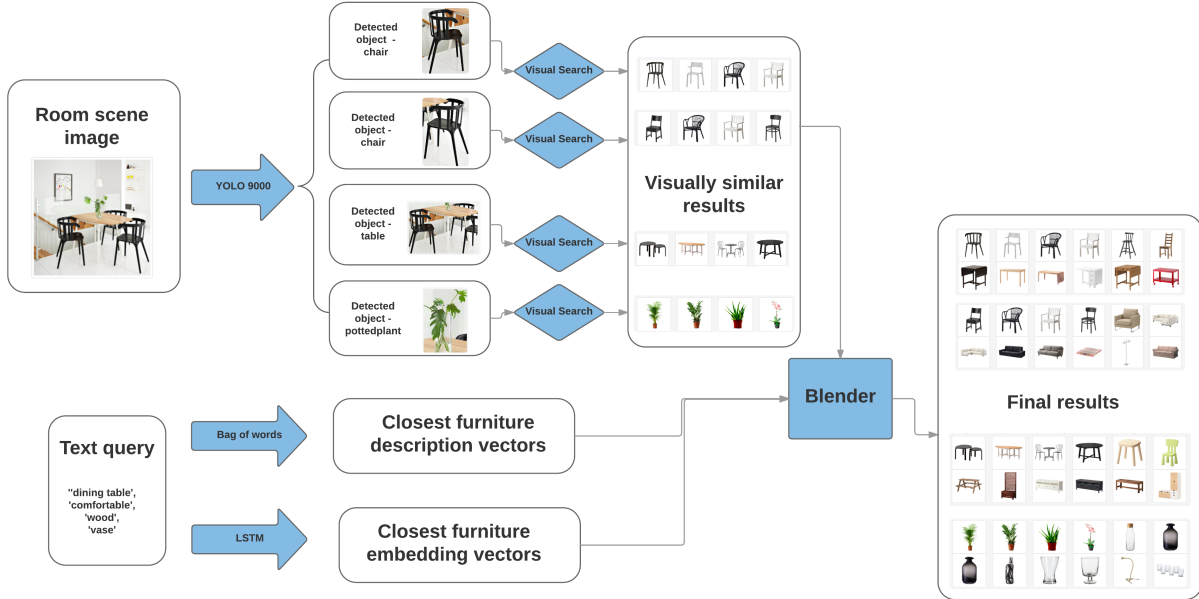 Room scene
image
YOLO 9000
Detected
object -
chair
Visual Search
Detected
object -
chair
Visual Search
Detected
object -
table
Visual Search
Detected
object -
pottedplant
Visual Search
Visually similar
results
Text query
"dining table',
'comfortable',
'wood',
'vase'
Bag of words
Closest furniture
description vectors
LSTM
Closest furniture
embedding vectors
Blender
Final results